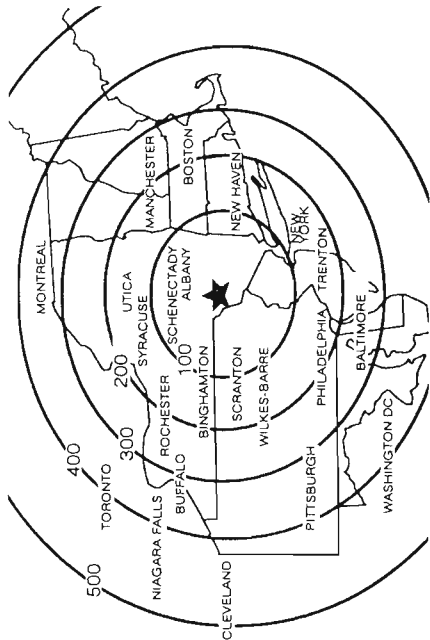 MONTREAL
MANCHESTER
BOSTON
UTICA
SYRACUSE
SCHENECTADY
ALBANY
NEW HAVEN
NEW
YORK
TRENTON
100
200
300
400
500
ROCHESTER
BINGHAMTON
SCRANTON
WILKES-BARRE
PHILADELPHIA
BALTIMORE
TORONTO
NIAGARA FALLS
BUFFALO
PITTSBURGH
WASHINGTON DC
CLEVELAND